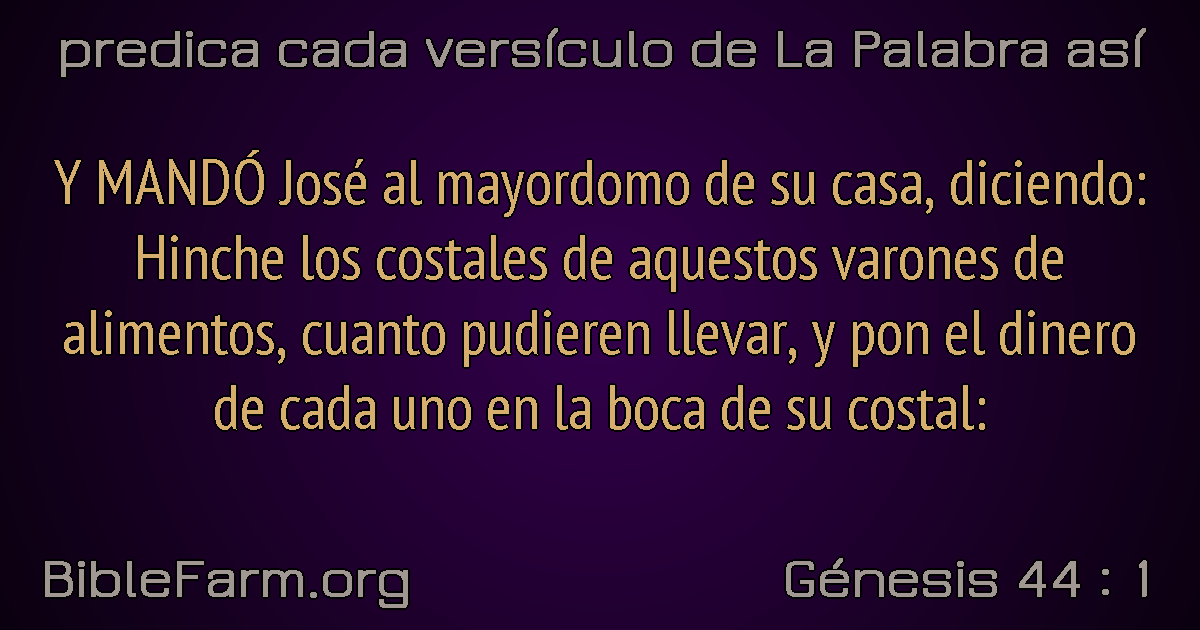 predica cada versículo de La Palabra así
Y MANDÓ José al mayordomo de su casa, diciendo:
Hinche los costales de aquestos varones de
alimentos, cuanto pudieren llevar, y pon el dinero
de cada uno en la boca de su costal:
BibleFarm.org
Génesis 44 : 1